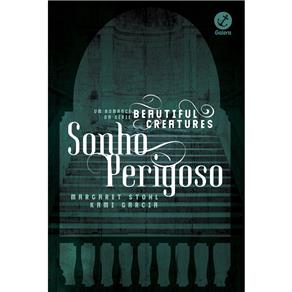 Galera
UM ROMANCE
DA SÉRIE
BEAUTIFUL
CREATURES
Sonho
Perigoso
MARGARET STOHL
KAMI GARCIA